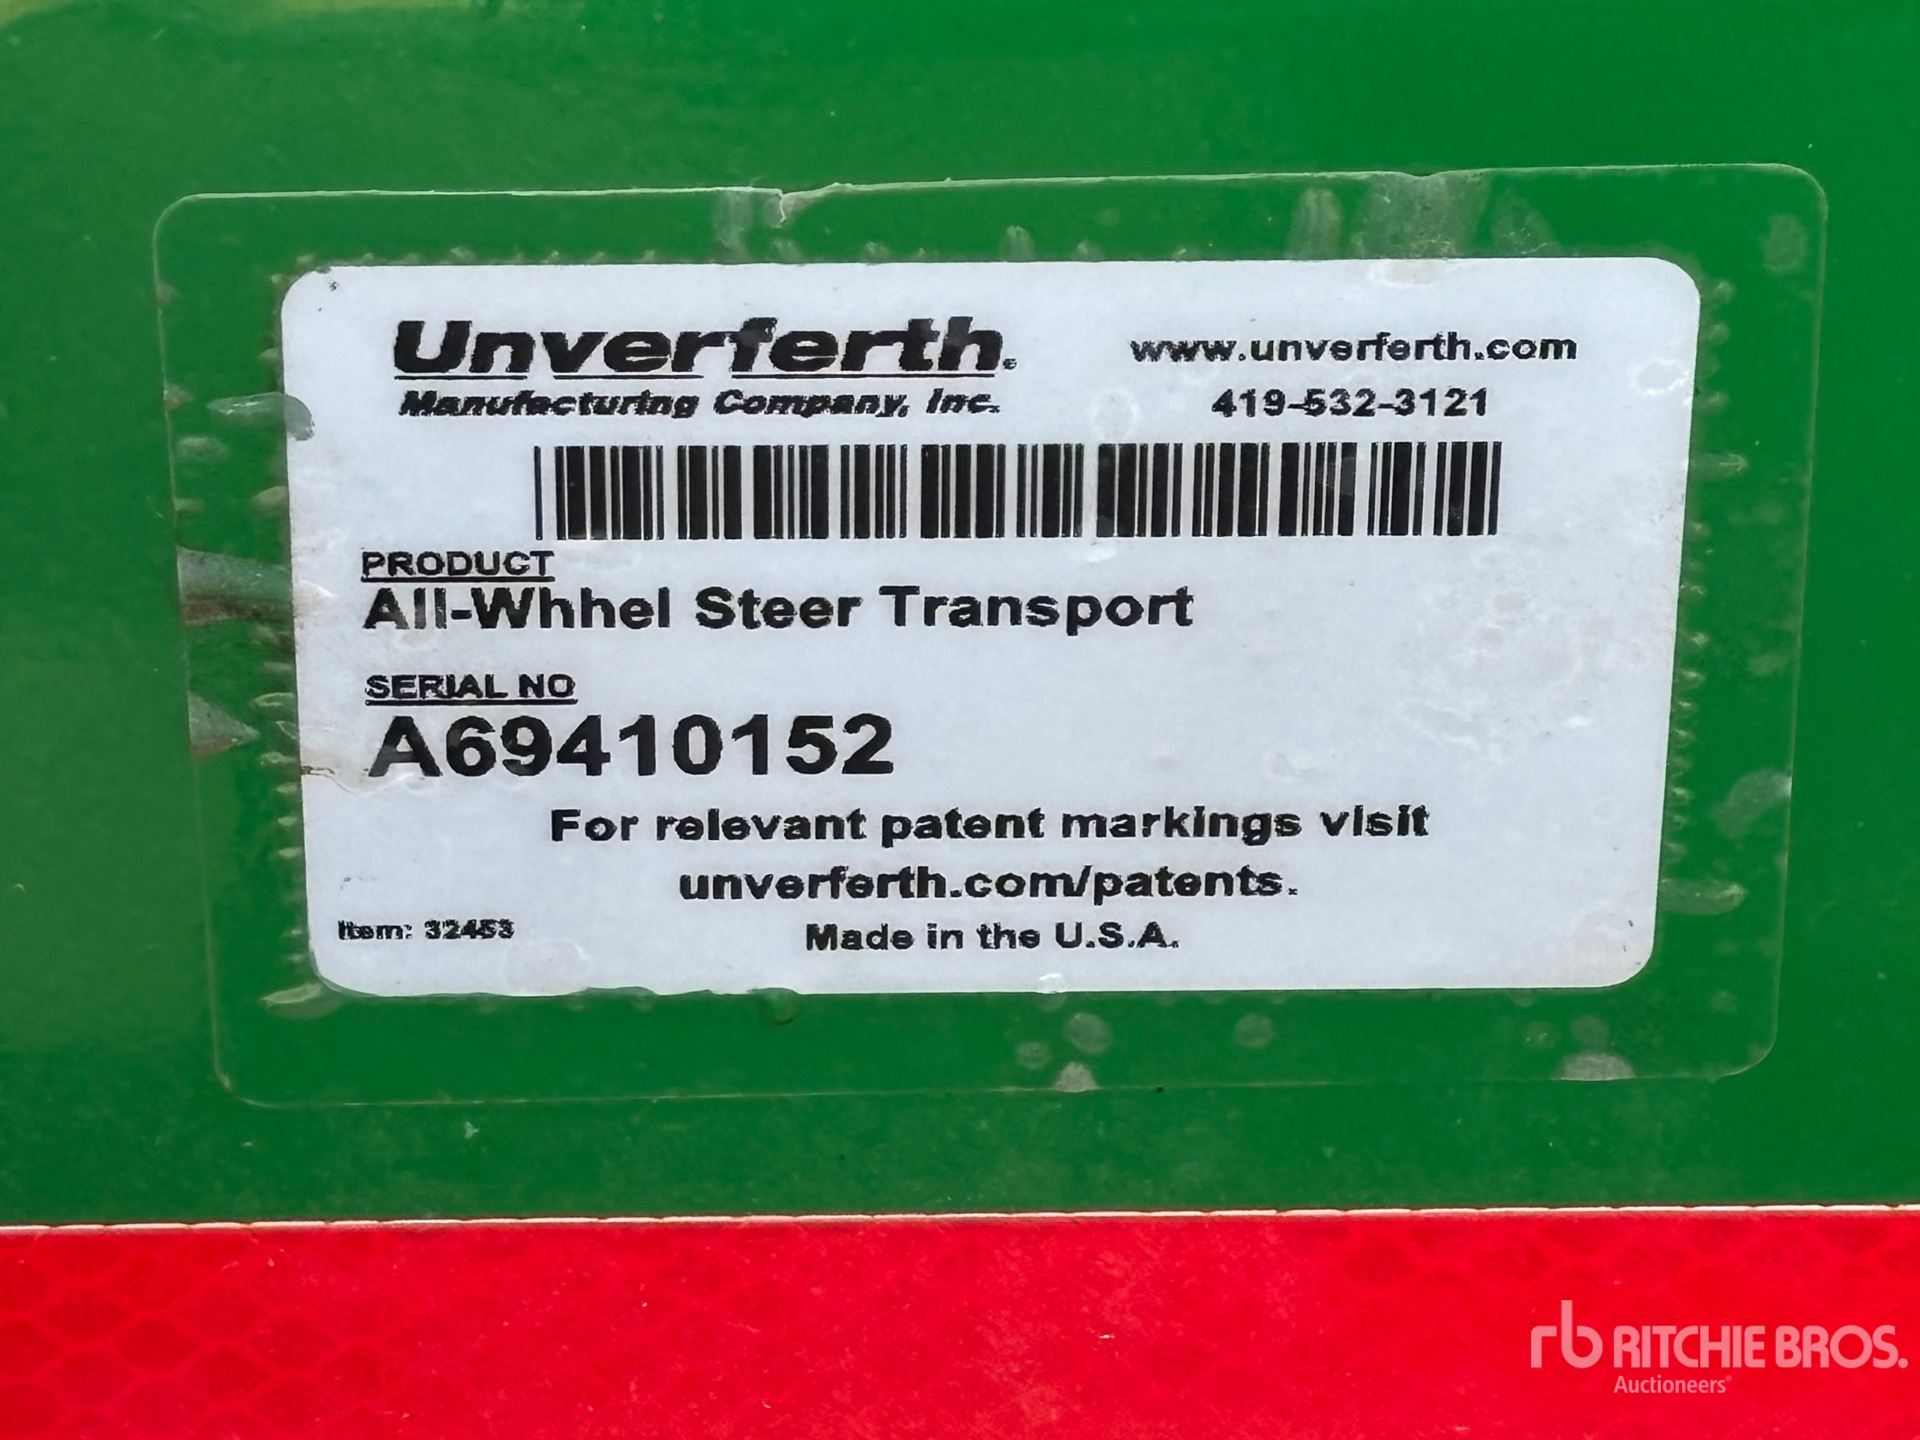 Unverferth®
Manufacturing Company, Inc.
www.unverferth.com
419-532-3121
PRODUCT
All-Whhel Steer Transport
SERIAL NO
A69410152
For relevant patent markings visit
unverferth.com/patents.
Item: 32453
Made in the U.S.A.
rb RITCHIE BROS.
Auctioneers®